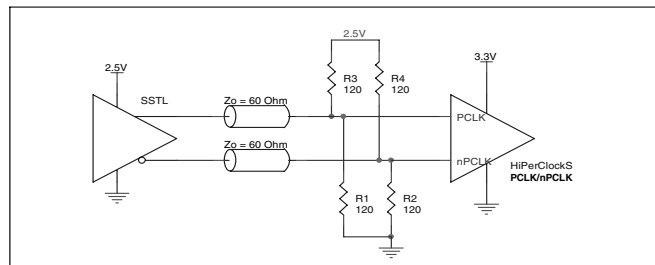 2.5V
3.3V
2.5V
SSTL
R3
120
R4
120
Zo = 60 Ohm
PCLK
Zo = 60 Ohm
nPCLK
HiPerClockS
PCLK/nPCLK
R1
120
R2
120